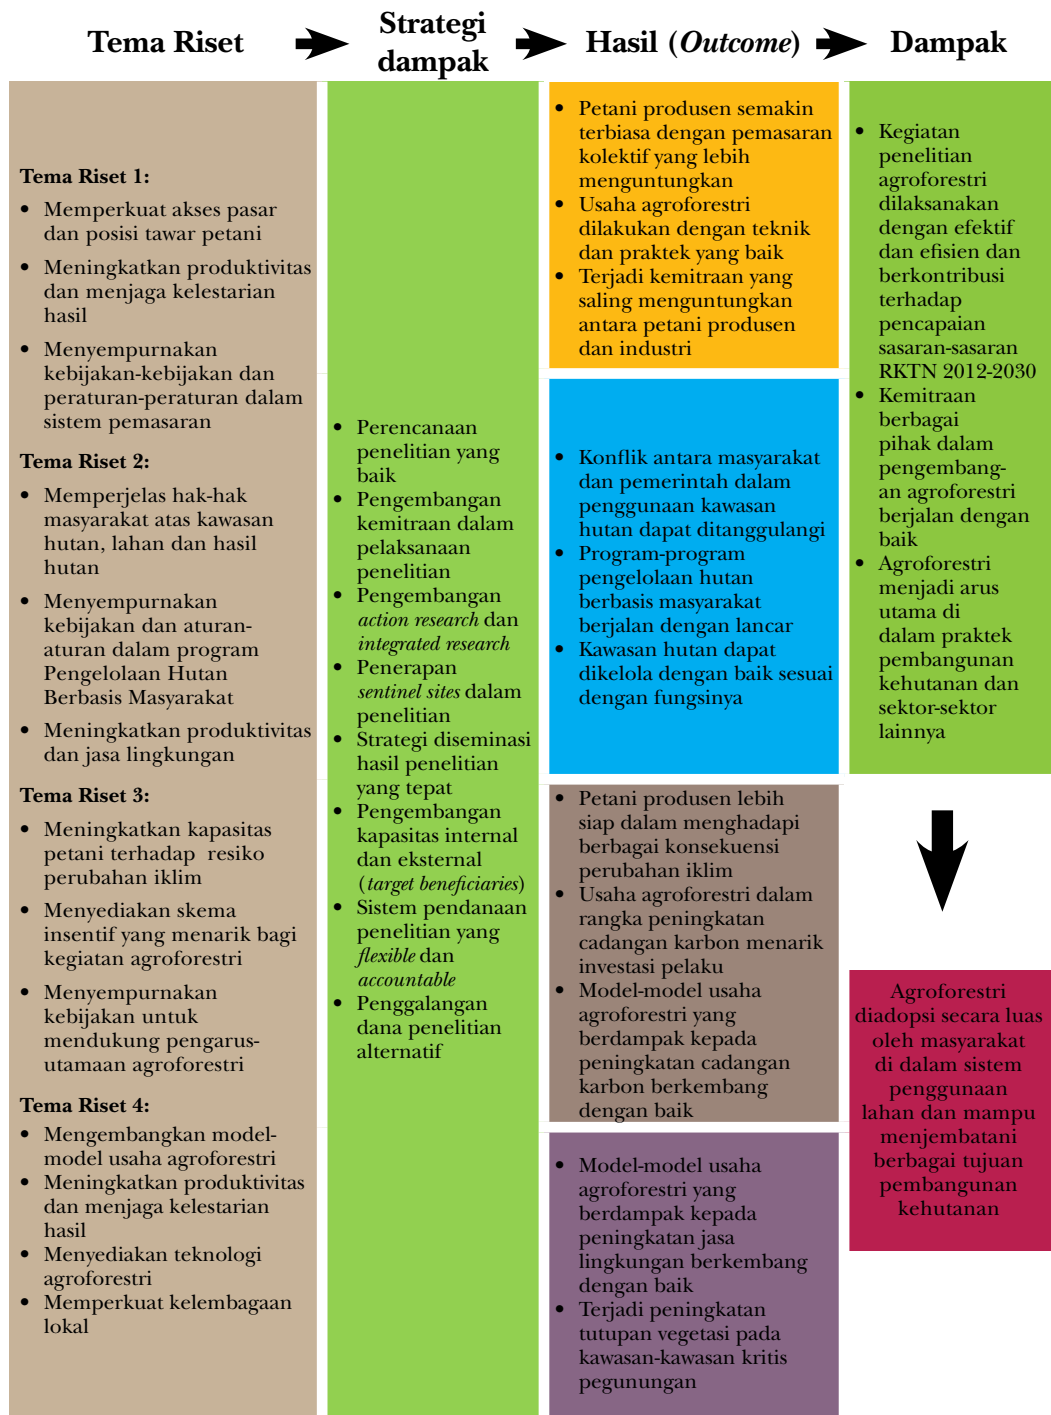 Tema Riset
Strategi
dampak
Hasil (Outcome)
Dampak
Tema Riset 1:
• Memperkuat akses pasar
dan posisi tawar petani
• Meningkatkan produktivitas
dan menjaga kelestarian
hasil
• Menyempurnakan
kebijakan-kebijakan dan
peraturan-peraturan dalam
sistem pemasaran
Tema Riset 2:
• Memperjelas hak-hak
masyarakat atas kawasan
hutan, lahan dan hasil
hutan
• Menyempurnakan
kebijakan dan aturan-
aturan dalam program
Pengelolaan Hutan
Berbasis Masyarakat
• Meningkatkan produktivitas
dan jasa lingkungan
Tema Riset 3:
• Meningkatkan kapasitas
petani terhadap resiko
perubahan iklim
• Menyediakan skema
insentif yang menarik bagi
kegiatan agroforestri
• Menyempurnakan
kebijakan untuk
mendukung pengarus-
utamaan agroforestri
Tema Riset 4:
• Mengembangkan model-
model usaha agroforestri
• Meningkatkan produktivitas
dan menjaga kelestarian
hasil
• Menyediakan teknologi
agroforestri
• Memperkuat kelembagaan
lokal
• Perencanaan
penelitian yang
baik
• Pengembangan
kemitraan dalam
pelaksanaan
penelitian
• Pengembangan
action research dan
integrated research
• Penerapan
sentinel sites dalam
penelitian
• Strategi diseminasi
hasil penelitian
yang tepat
• Pengembangan
kapasitas internal
dan eksternal
(target beneficiaries)
• Sistem pendanaan
penelitian yang
flexible dan
accountable
• Penggalangan
dana penelitian
alternatif
• Petani produsen semakin
terbiasa dengan pemasaran
kolektif yang lebih
menguntungkan
• Usaha agroforestri
dilakukan dengan teknik
dan praktek yang baik
• Terjadi kemitraan yang
saling menguntungkan
antara petani produsen
dan industri
• Konflik antara masyarakat
dan pemerintah dalam
penggunaan kawasan
hutan dapat ditanggulangi
• Program-program
pengelolaan hutan
berbasis masyarakat
berjalan dengan lancar
• Kawasan hutan dapat
dikelola dengan baik sesuai
dengan fungsinya
• Petani produsen lebih
siap dalam menghadapi
berbagai konsekuensi
perubahan iklim
• Usaha agroforestri dalam
rangka peningkatan
cadangan karbon menarik
investasi pelaku
• Model-model usaha
agroforestri yang
berdampak kepada
peningkatan cadangan
karbon berkembang
dengan baik
• Model-model usaha
agroforestri yang
berdampak kepada
peningkatan jasa
lingkungan berkembang
dengan baik
• Terjadi peningkatan
tutupan vegetasi pada
kawasan-kawasan kritis
pegunungan
• Kegiatan
penelitian
agroforestri
dilaksanakan
dengan efektif
dan efisien dan
berkontribusi
terhadap
pencapaian
sasaran-sasaran
RKTN 2012-2030
• Kemitraan
berbagai
pihak dalam
pengembang-
an agroforestri
berjalan dengan
baik
• Agroforestri
menjadi arus
utama di
dalam praktek
pembangunan
kehutanan dan
sektor-sektor
lainnya
Agroforestri
diadopsi secara luas
oleh masyarakat
di dalam sistem
penggunaan
lahan dan mampu
menjembatani
berbagai tujuan
pembangunan
kehutanan